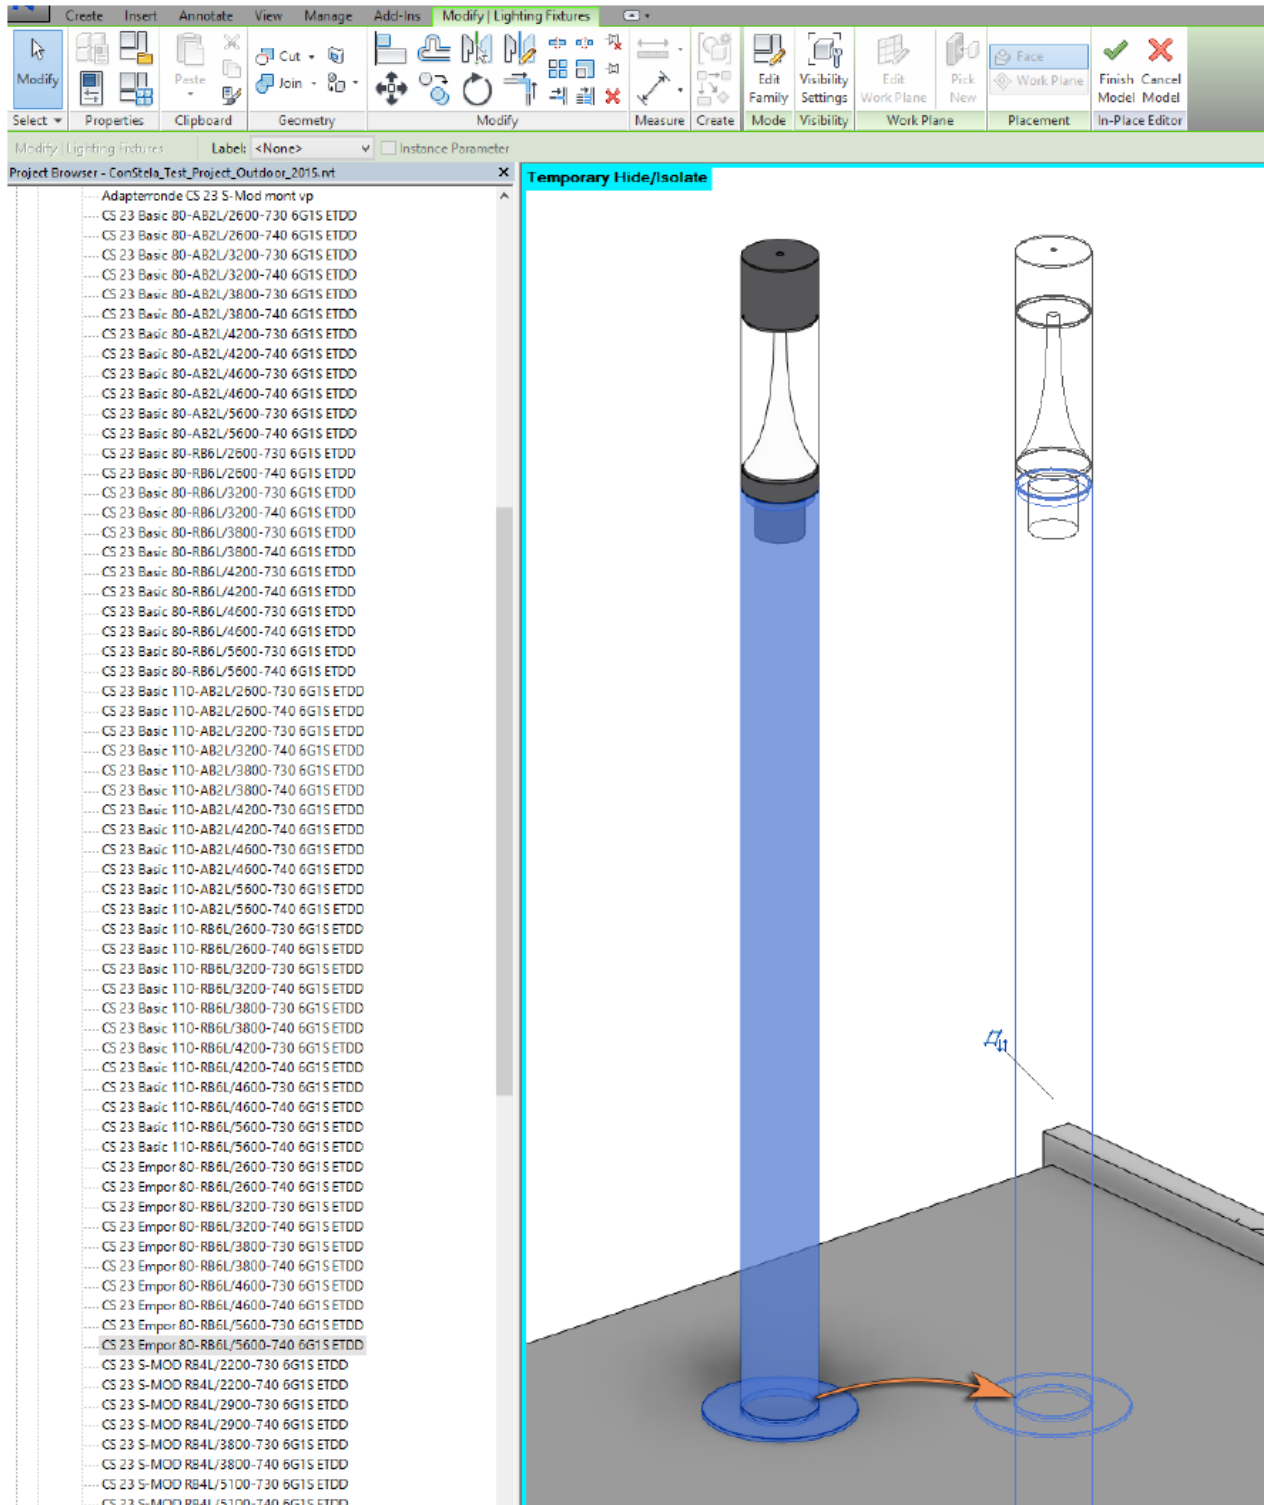 Create Insert Annotate View Manage Add-Ins Modify | Lighting Fixtures
Modify
Paste
Cut
Join
Edit Family
Visibility Settings
Edit Work Plane
Pick New
Face
Work Plane
Finish Model
Cancel Model
Select Properties Clipboard Geometry Modify Measure Create Mode Visibility Work Plane Placement In-Place Editor
Modify | Lighting Fixtures Label: <None> Instance Parameter
Project Browser - ConStela_Test_Project_Outdoor_2015.rvt
Temporary Hide/Isolate
Adapterronde CS 23 S-Mod mont vp
CS 23 Basic 80-AB2L/2600-730 6G1S ETDD
CS 23 Basic 80-AB2L/2600-740 6G1S ETDD
CS 23 Basic 80-AB2L/3200-730 6G1S ETDD
CS 23 Basic 80-AB2L/3200-740 6G1S ETDD
CS 23 Basic 80-AB2L/3800-730 6G1S ETDD
CS 23 Basic 80-AB2L/3800-740 6G1S ETDD
CS 23 Basic 80-AB2L/4200-730 6G1S ETDD
CS 23 Basic 80-AB2L/4200-740 6G1S ETDD
CS 23 Basic 80-AB2L/4600-730 6G1S ETDD
CS 23 Basic 80-AB2L/4600-740 6G1S ETDD
CS 23 Basic 80-AB2L/5600-730 6G1S ETDD
CS 23 Basic 80-AB2L/5600-740 6G1S ETDD
CS 23 Basic 80-RB6L/2600-730 6G1S ETDD
CS 23 Basic 80-RB6L/2600-740 6G1S ETDD
CS 23 Basic 80-RB6L/3200-730 6G1S ETDD
CS 23 Basic 80-RB6L/3200-740 6G1S ETDD
CS 23 Basic 80-RB6L/3800-730 6G1S ETDD
CS 23 Basic 80-RB6L/3800-740 6G1S ETDD
CS 23 Basic 80-RB6L/4200-730 6G1S ETDD
CS 23 Basic 80-RB6L/4200-740 6G1S ETDD
CS 23 Basic 80-RB6L/4600-730 6G1S ETDD
CS 23 Basic 80-RB6L/4600-740 6G1S ETDD
CS 23 Basic 80-RB6L/5600-730 6G1S ETDD
CS 23 Basic 80-RB6L/5600-740 6G1S ETDD
CS 23 Basic 110-AB2L/2600-730 6G1S ETDD
CS 23 Basic 110-AB2L/2600-740 6G1S ETDD
CS 23 Basic 110-AB2L/3200-730 6G1S ETDD
CS 23 Basic 110-AB2L/3200-740 6G1S ETDD
CS 23 Basic 110-AB2L/3800-730 6G1S ETDD
CS 23 Basic 110-AB2L/3800-740 6G1S ETDD
CS 23 Basic 110-AB2L/4200-730 6G1S ETDD
CS 23 Basic 110-AB2L/4200-740 6G1S ETDD
CS 23 Basic 110-AB2L/4600-730 6G1S ETDD
CS 23 Basic 110-AB2L/4600-740 6G1S ETDD
CS 23 Basic 110-AB2L/5600-730 6G1S ETDD
CS 23 Basic 110-AB2L/5600-740 6G1S ETDD
CS 23 Basic 110-RB6L/2600-730 6G1S ETDD
CS 23 Basic 110-RB6L/2600-740 6G1S ETDD
CS 23 Basic 110-RB6L/3200-730 6G1S ETDD
CS 23 Basic 110-RB6L/3200-740 6G1S ETDD
CS 23 Basic 110-RB6L/3800-730 6G1S ETDD
CS 23 Basic 110-RB6L/3800-740 6G1S ETDD
CS 23 Basic 110-RB6L/4200-730 6G1S ETDD
CS 23 Basic 110-RB6L/4200-740 6G1S ETDD
CS 23 Basic 110-RB6L/4600-730 6G1S ETDD
CS 23 Basic 110-RB6L/4600-740 6G1S ETDD
CS 23 Basic 110-RB6L/5600-730 6G1S ETDD
CS 23 Basic 110-RB6L/5600-740 6G1S ETDD
CS 23 Empor 80-RB6L/2600-730 6G1S ETDD
CS 23 Empor 80-RB6L/2600-740 6G1S ETDD
CS 23 Empor 80-RB6L/3200-730 6G1S ETDD
CS 23 Empor 80-RB6L/3200-740 6G1S ETDD
CS 23 Empor 80-RB6L/3800-730 6G1S ETDD
CS 23 Empor 80-RB6L/3800-740 6G1S ETDD
CS 23 Empor 80-RB6L/4600-730 6G1S ETDD
CS 23 Empor 80-RB6L/4600-740 6G1S ETDD
CS 23 Empor 80-RB6L/5600-730 6G1S ETDD
CS 23 Empor 80-RB6L/5600-740 6G1S ETDD
CS 23 S-MOD RB4L/2200-730 6G1S ETDD
CS 23 S-MOD RB4L/2200-740 6G1S ETDD
CS 23 S-MOD RB4L/2900-730 6G1S ETDD
CS 23 S-MOD RB4L/2900-740 6G1S ETDD
CS 23 S-MOD RB4L/3800-730 6G1S ETDD
CS 23 S-MOD RB4L/3800-740 6G1S ETDD
CS 23 S-MOD RB4L/5100-730 6G1S ETDD
CS 23 S-MOD RB4L/5100-740 6G1S ETDD